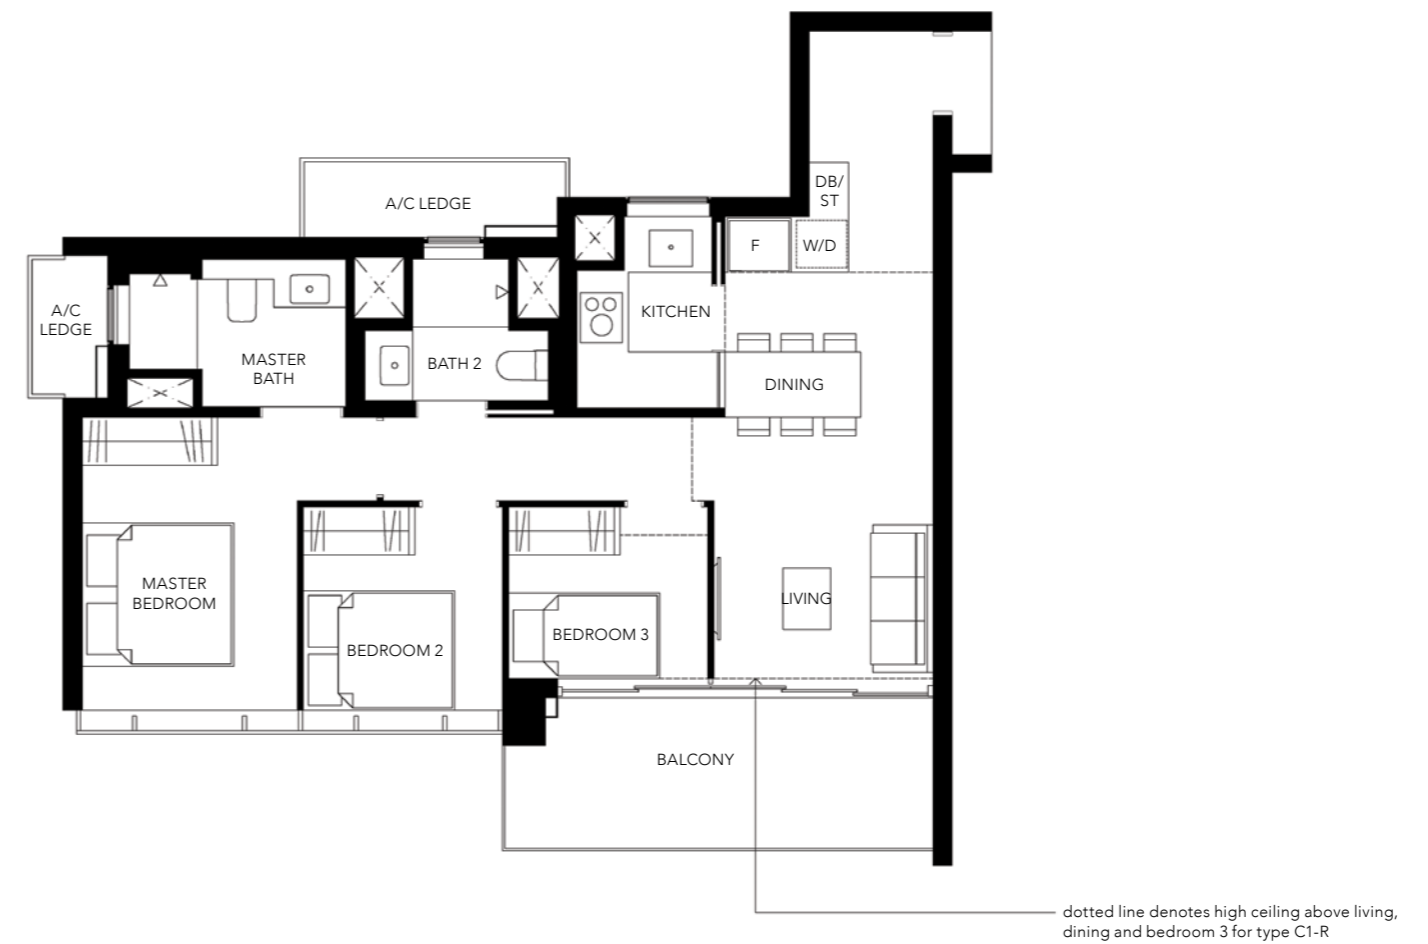 DB/
ST
A/C LEDGE
F
W/D
A/C
LEDGE
KITCHEN
MASTER
BATH
BATH 2
DINING
MASTER
BEDROOM
LIVING
BEDROOM 3
BEDROOM 2
BALCONY
dotted line denotes high ceiling above living,
dining and bedroom 3 for type C1-R